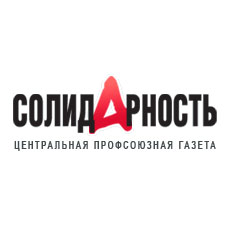 СОЛИДАРНОСТЬ
ЦЕНТРАЛЬНАЯ ПРОФСОЮЗНАЯ ГАЗЕТА